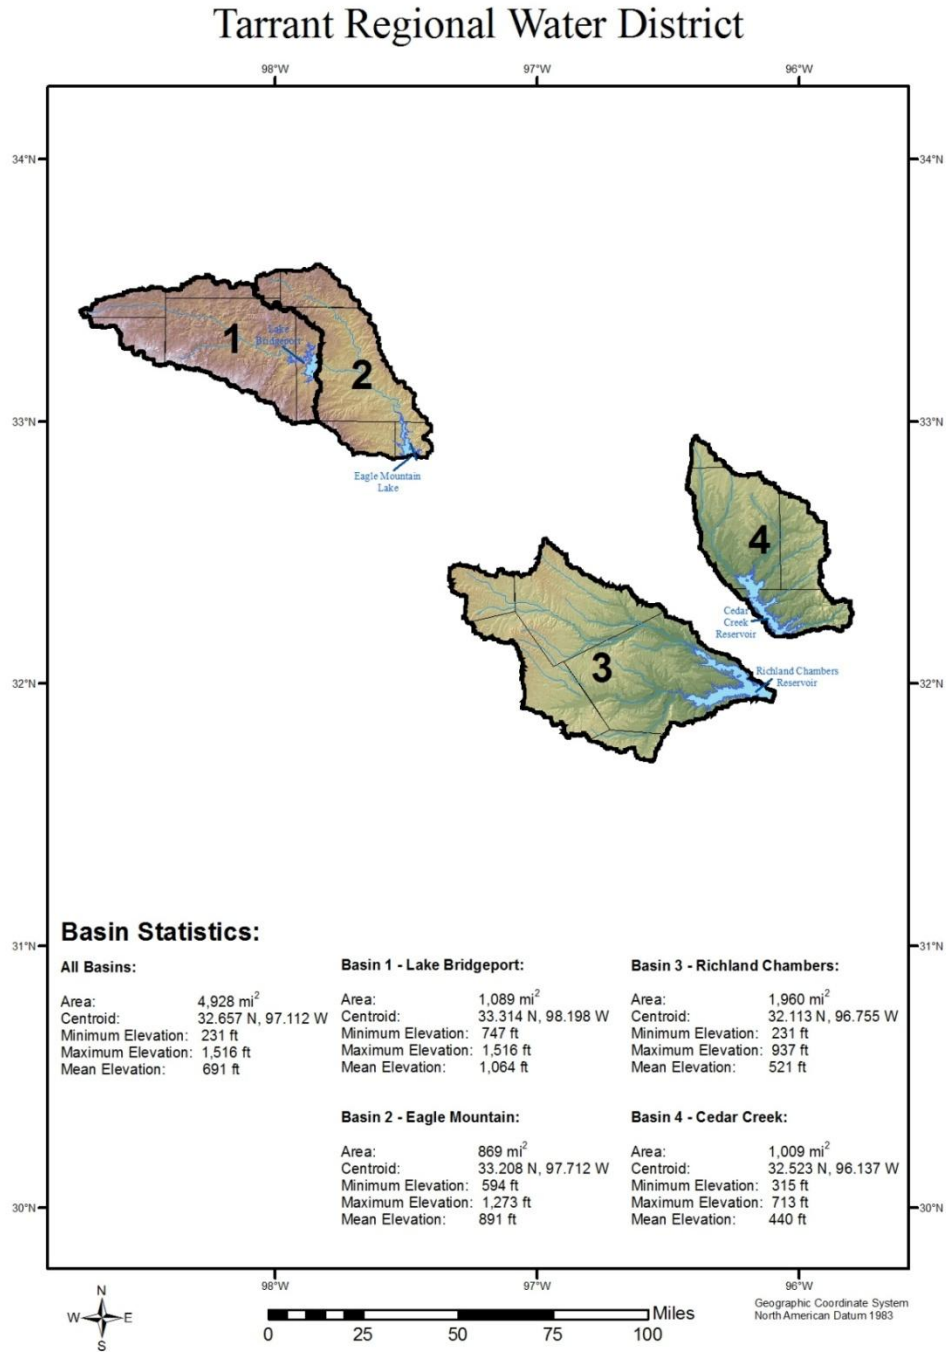 Tarrant Regional Water District
98°W 97°W 96°W
34°N 34°N
1
Lake
Bridgeport
2
33°N 33°N
Eagle Mountain
Lake
4
Cedar
Creek
Reservoir
3
Richland Chambers
Reservoir
32°N 32°N
Basin Statistics:
31°N 31°N
All Basins:
Area: 4,928 mi²
Centroid: 32.657 N, 97.112 W
Minimum Elevation: 231 ft
Maximum Elevation: 1,516 ft
Mean Elevation: 691 ft
Basin 1 - Lake Bridgeport:
Area: 1,089 mi²
Centroid: 33.314 N, 98.198 W
Minimum Elevation: 747 ft
Maximum Elevation: 1,516 ft
Mean Elevation: 1,064 ft
Basin 2 - Eagle Mountain:
Area: 869 mi²
Centroid: 33.208 N, 97.712 W
Minimum Elevation: 594 ft
Maximum Elevation: 1,273 ft
Mean Elevation: 891 ft
Basin 3 - Richland Chambers:
Area: 1,960 mi²
Centroid: 32.113 N, 96.755 W
Minimum Elevation: 231 ft
Maximum Elevation: 937 ft
Mean Elevation: 521 ft
Basin 4 - Cedar Creek:
Area: 1,009 mi²
Centroid: 32.523 N, 96.137 W
Minimum Elevation: 315 ft
Maximum Elevation: 713 ft
Mean Elevation: 440 ft
30°N 30°N
98°W 97°W 96°W
N
W E
S
Miles
0 25 50 75 100
Geographic Coordinate System
North American Datum 1983